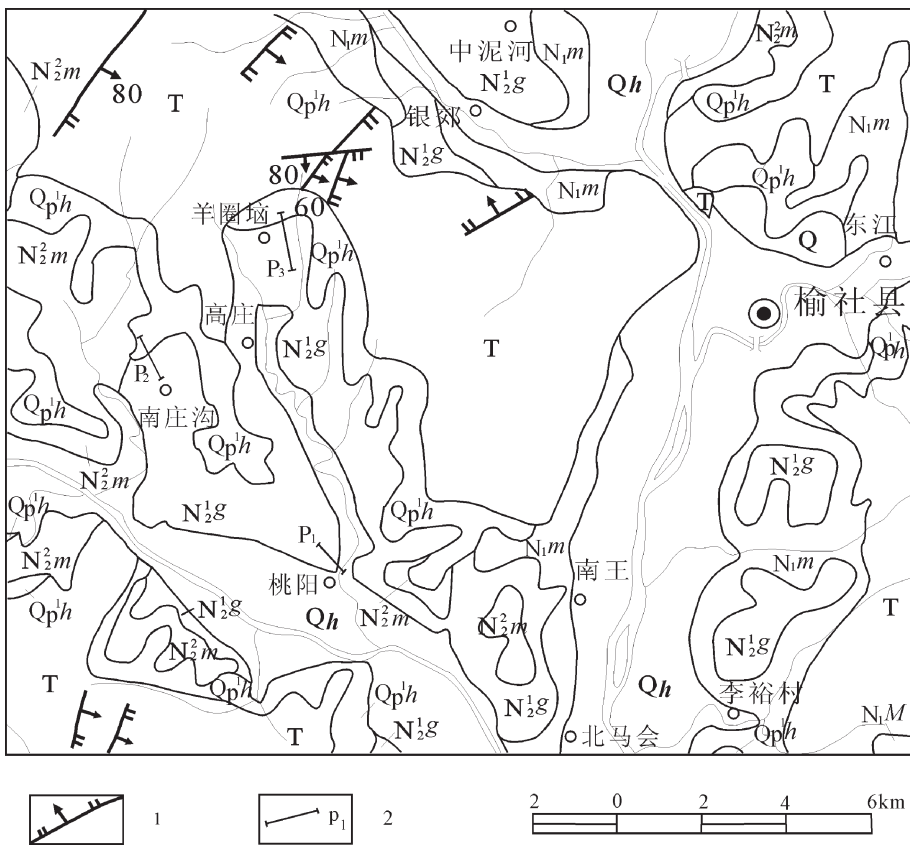 N₁m
中泥河
N₁m
N₂²m
N₂²m
80
T
N₂¹g
Qh
T
Qp¹h
Qp¹h
银郊
N₁m
N₂¹g
80
60
N₁m
Qp¹h
Qp¹h
T
羊圈垴
Q
东江
N₂²m
P₃
Qp¹h
榆社县
高庄
N₂¹g
T
Qp¹h
P₂
南庄沟
Qp¹h
Qp¹h
N₂¹g
N₂²m
Qp¹h
N₂¹g
Qp¹h
P₁
N₁m
N₂²m
桃阳
南王
N₁m
Qp¹h
N₂¹g
Qh
N₂²m
N₂²m
T
N₂²m
N₂¹g
T
Qp¹h
Qp¹h
Qh
李裕村
N₂¹g
N₂¹g
N₁M
T
北马会
Qp¹h
1
p₁
2
2 0 2 4 6km